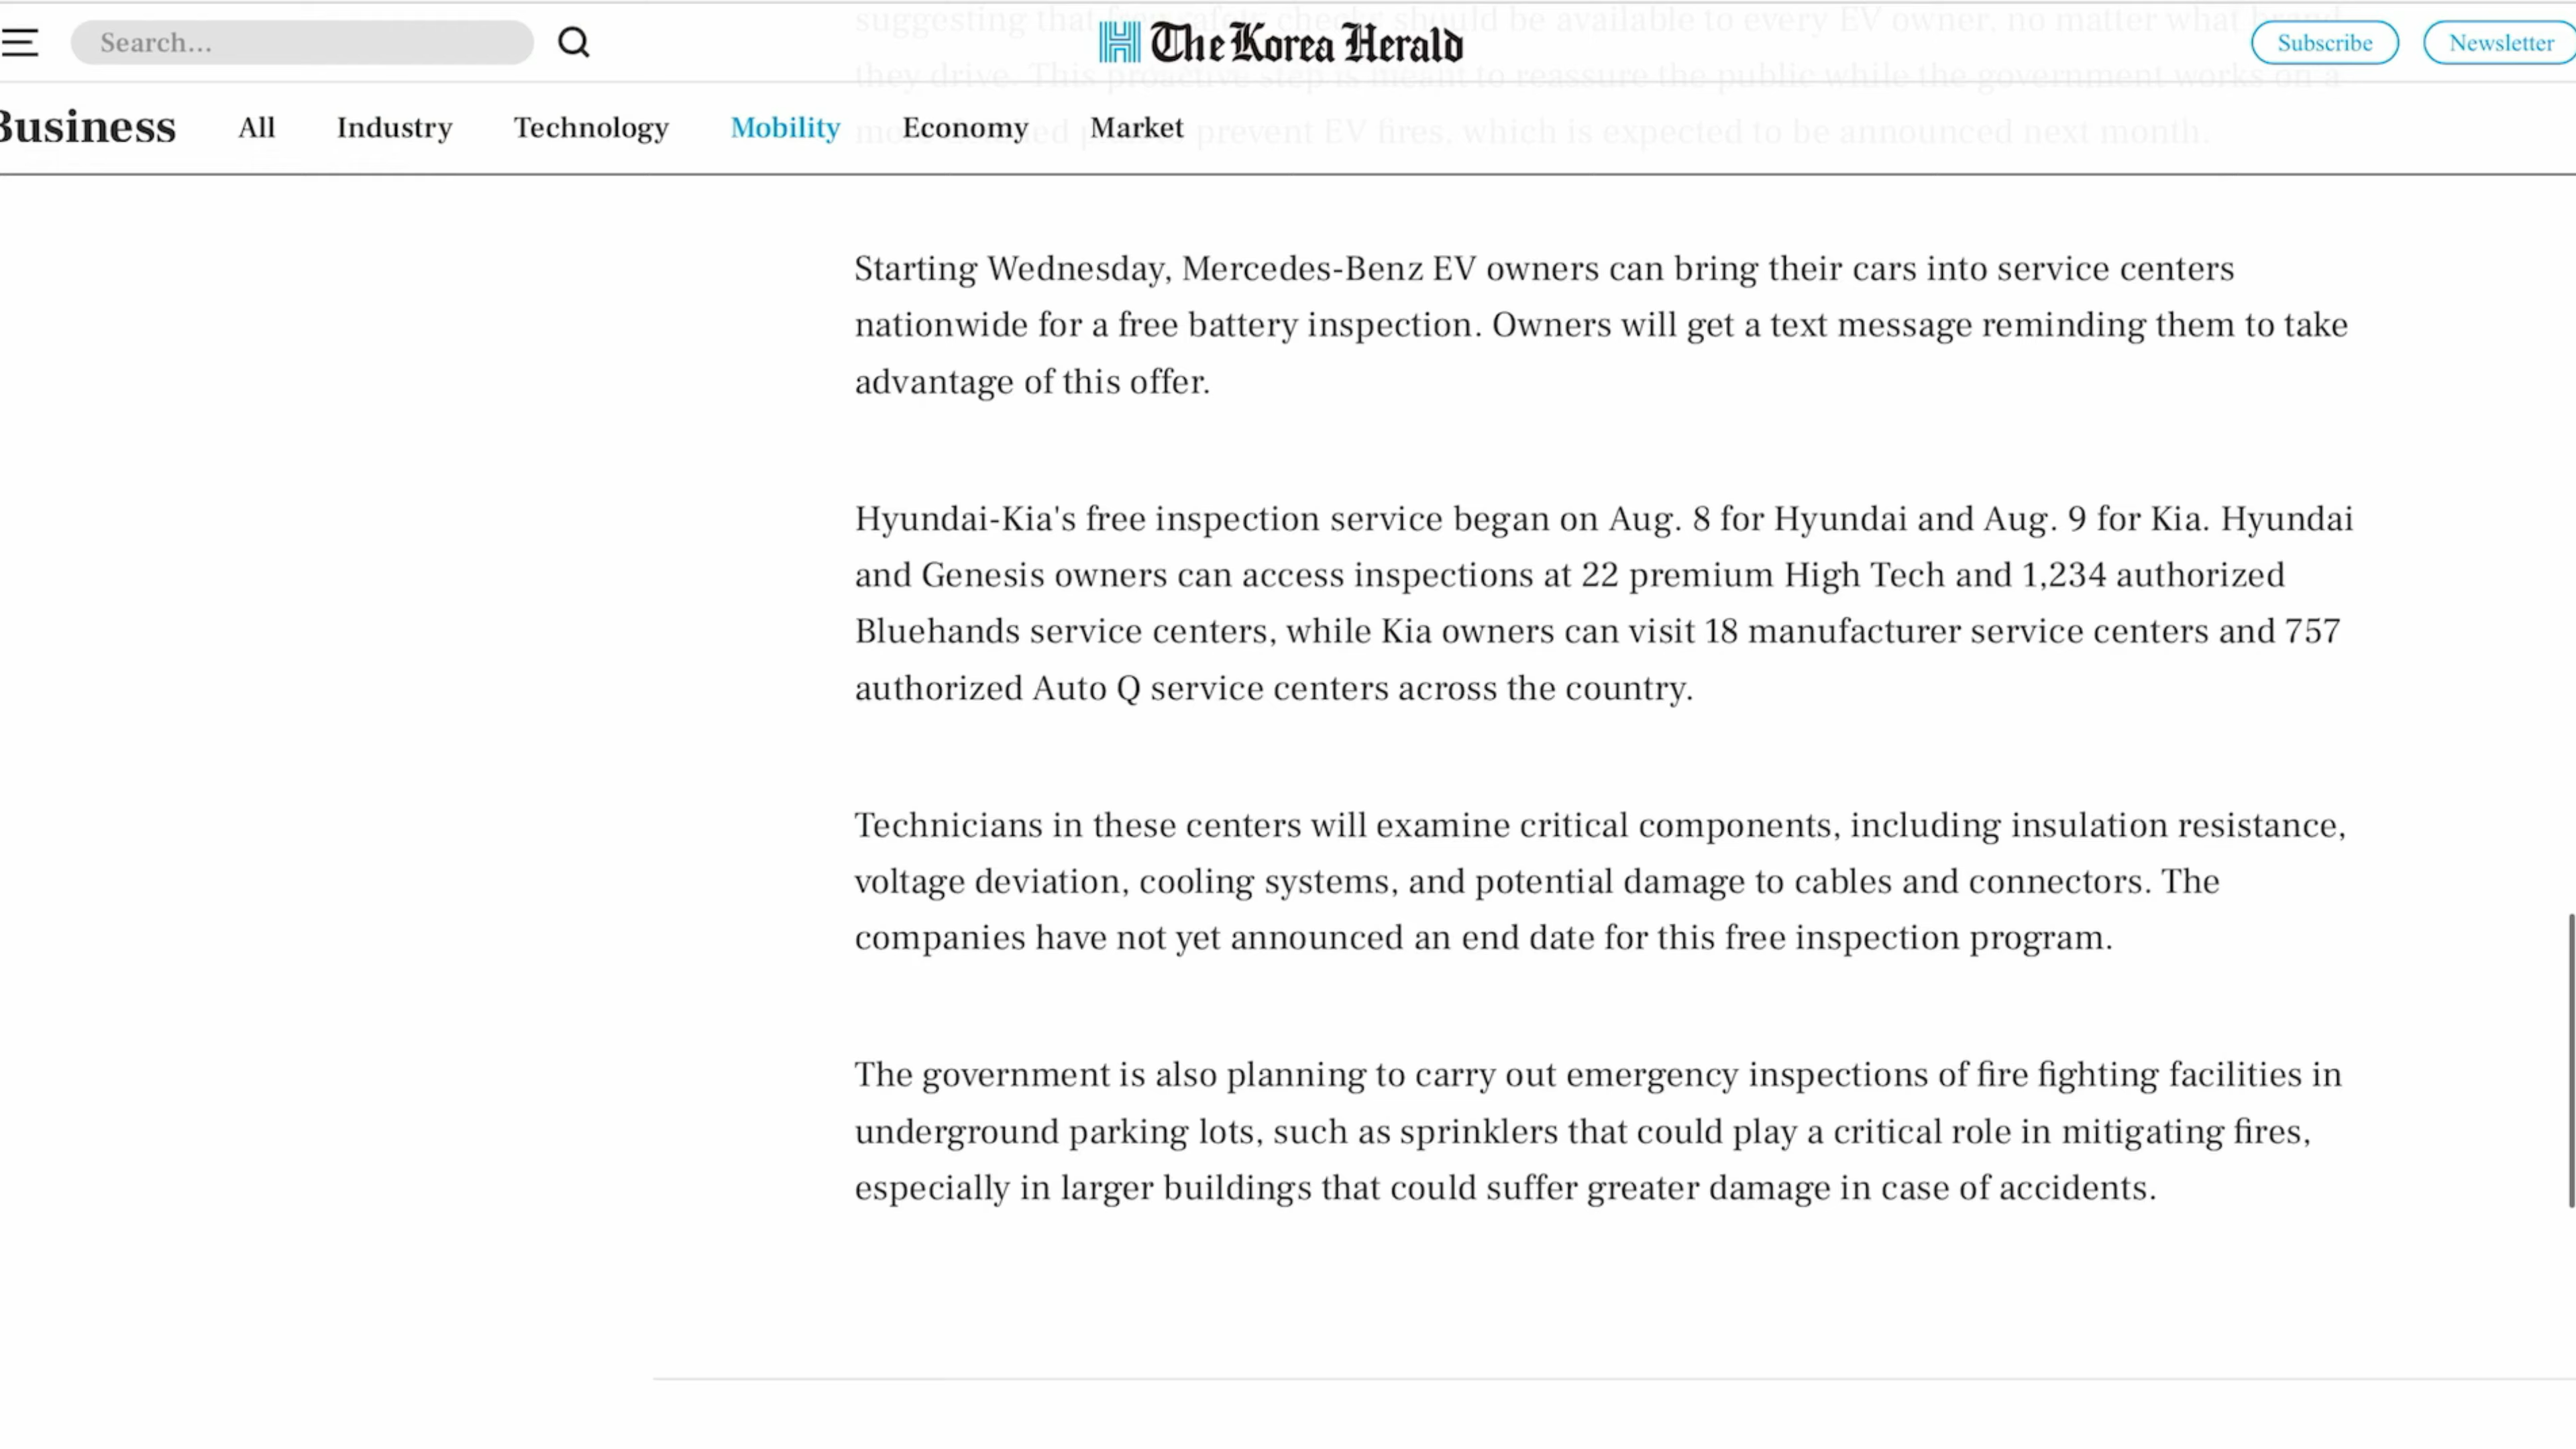 suggesting that safety checks should be available to every EV owner, no matter what brand
Search...
The Korea Herald
Subscribe
Newsletter
they drive. This proactive step is meant to reassure the public while the government works on a
Business
All
Industry
Technology
Mobility
Economy
Market
prevent EV fires, which is expected to be announced next month.
Starting Wednesday, Mercedes-Benz EV owners can bring their cars into service centers
nationwide for a free battery inspection. Owners will get a text message reminding them to take
advantage of this offer.
Hyundai-Kia's free inspection service began on Aug. 8 for Hyundai and Aug. 9 for Kia. Hyundai
and Genesis owners can access inspections at 22 premium High Tech and 1,234 authorized
Bluehands service centers, while Kia owners can visit 18 manufacturer service centers and 757
authorized Auto Q service centers across the country.
Technicians in these centers will examine critical components, including insulation resistance,
voltage deviation, cooling systems, and potential damage to cables and connectors. The
companies have not yet announced an end date for this free inspection program.
The government is also planning to carry out emergency inspections of fire fighting facilities in
underground parking lots, such as sprinklers that could play a critical role in mitigating fires,
especially in larger buildings that could suffer greater damage in case of accidents.